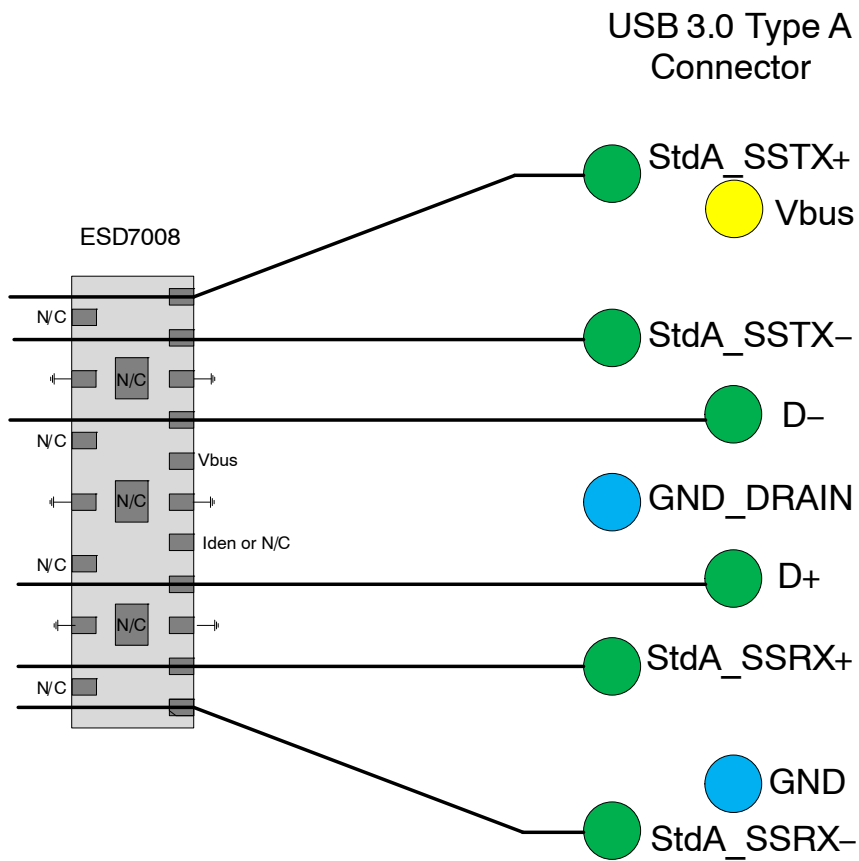 USB 3.0 Type A
Connector
StdA_SSTX+
Vbus
ESD7008
N/C
StdA_SSTX–
N/C
D–
N/C
Vbus
N/C
GND_DRAIN
Iden or N/C
N/C
D+
N/C
StdA_SSRX+
N/C
GND
StdA_SSRX–